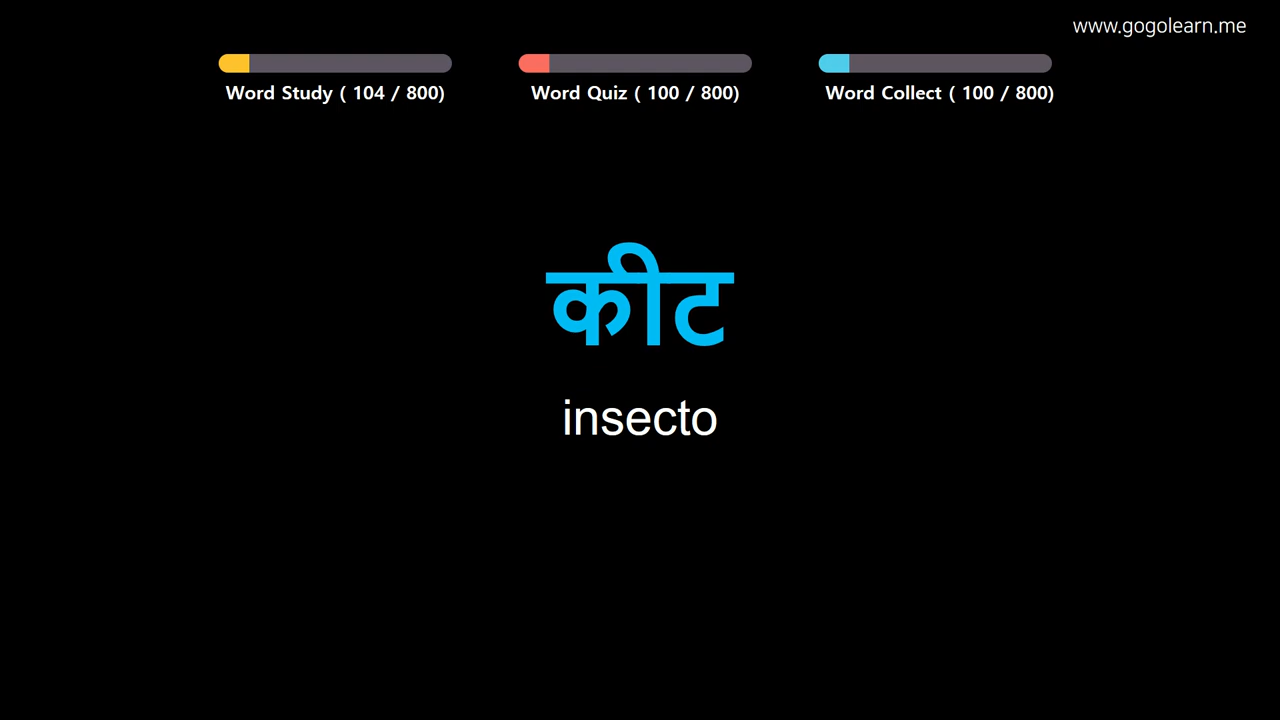 www.gogolearn.me
Word Study ( 104 / 800)
Word Quiz ( 100 / 800)
Word Collect ( 100 / 800)
कीट
insecto